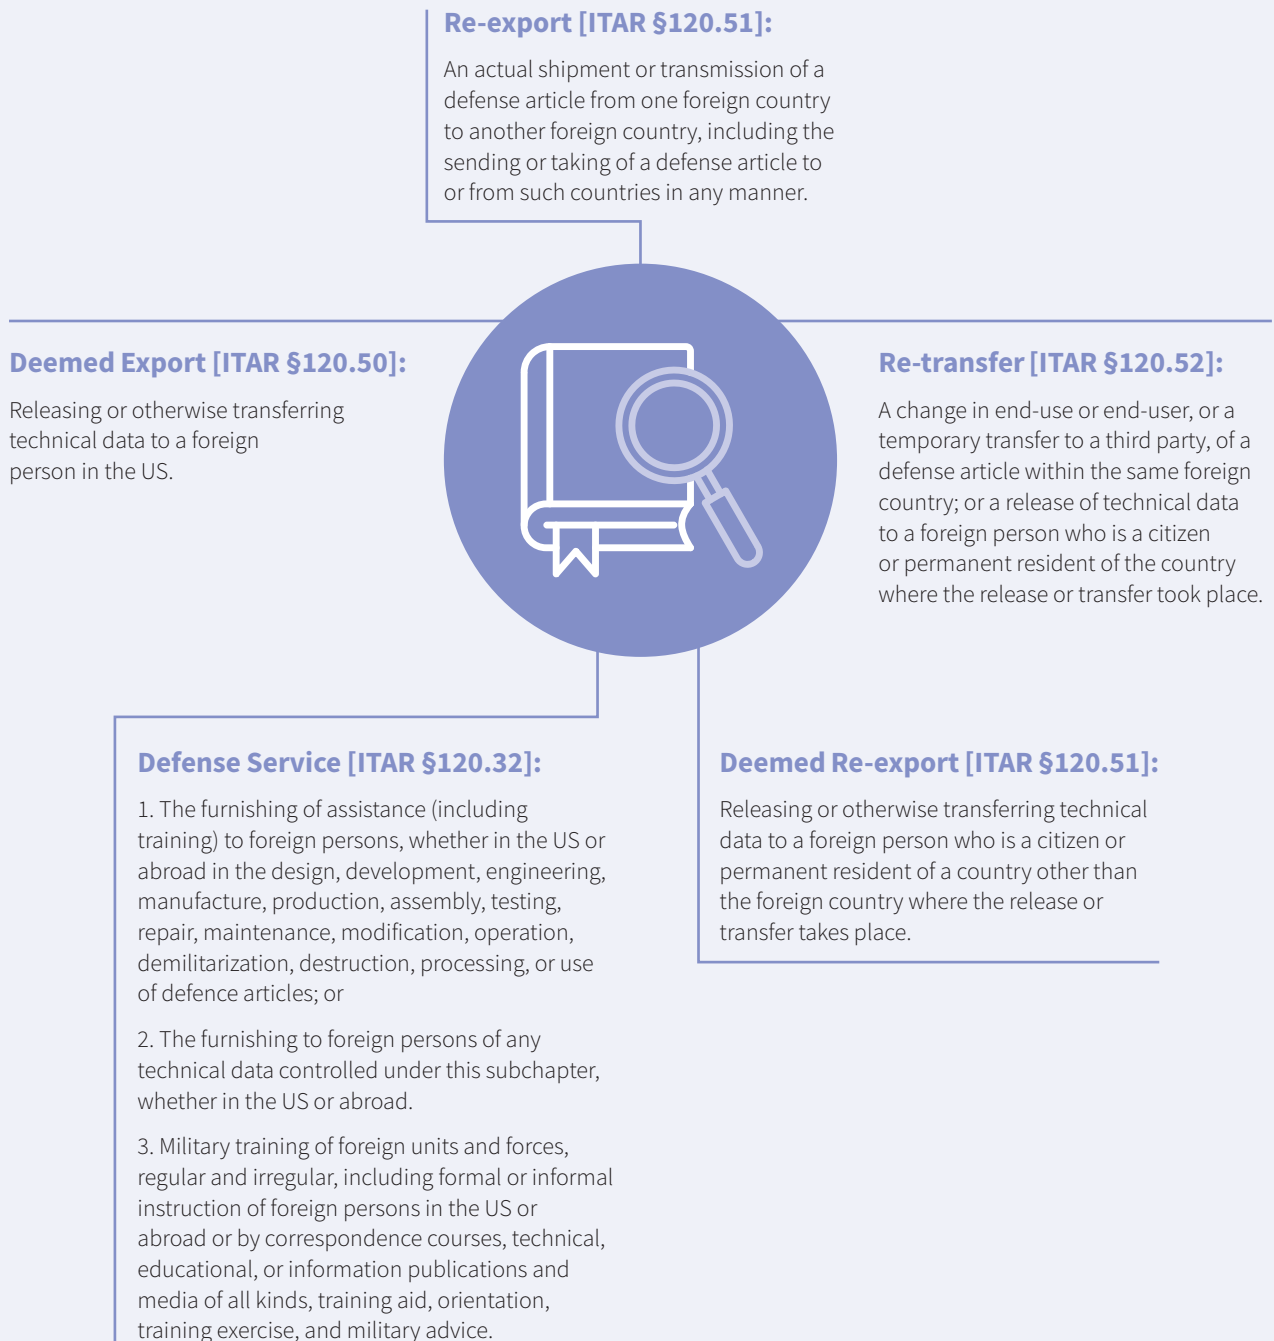 Re-export [ITAR §120.51]:
An actual shipment or transmission of a
defense article from one foreign country
to another foreign country, including the
sending or taking of a defense article to
or from such countries in any manner.
Deemed Export [ITAR §120.50]:
Releasing or otherwise transferring
technical data to a foreign
person in the US.
Re-transfer [ITAR §120.52]:
A change in end-use or end-user, or a
temporary transfer to a third party, of a
defense article within the same foreign
country; or a release of technical data
to a foreign person who is a citizen
or permanent resident of the country
where the release or transfer took place.
Defense Service [ITAR §120.32]:
1. The furnishing of assistance (including
training) to foreign persons, whether in the US or
abroad in the design, development, engineering,
manufacture, production, assembly, testing,
repair, maintenance, modification, operation,
demilitarization, destruction, processing, or use
of defence articles; or
2. The furnishing to foreign persons of any
technical data controlled under this subchapter,
whether in the US or abroad.
3. Military training of foreign units and forces,
regular and irregular, including formal or informal
instruction of foreign persons in the US or
abroad or by correspondence courses, technical,
educational, or information publications and
media of all kinds, training aid, orientation,
training exercise, and military advice.
Deemed Re-export [ITAR §120.51]:
Releasing or otherwise transferring technical
data to a foreign person who is a citizen or
permanent resident of a country other than
the foreign country where the release or
transfer takes place.